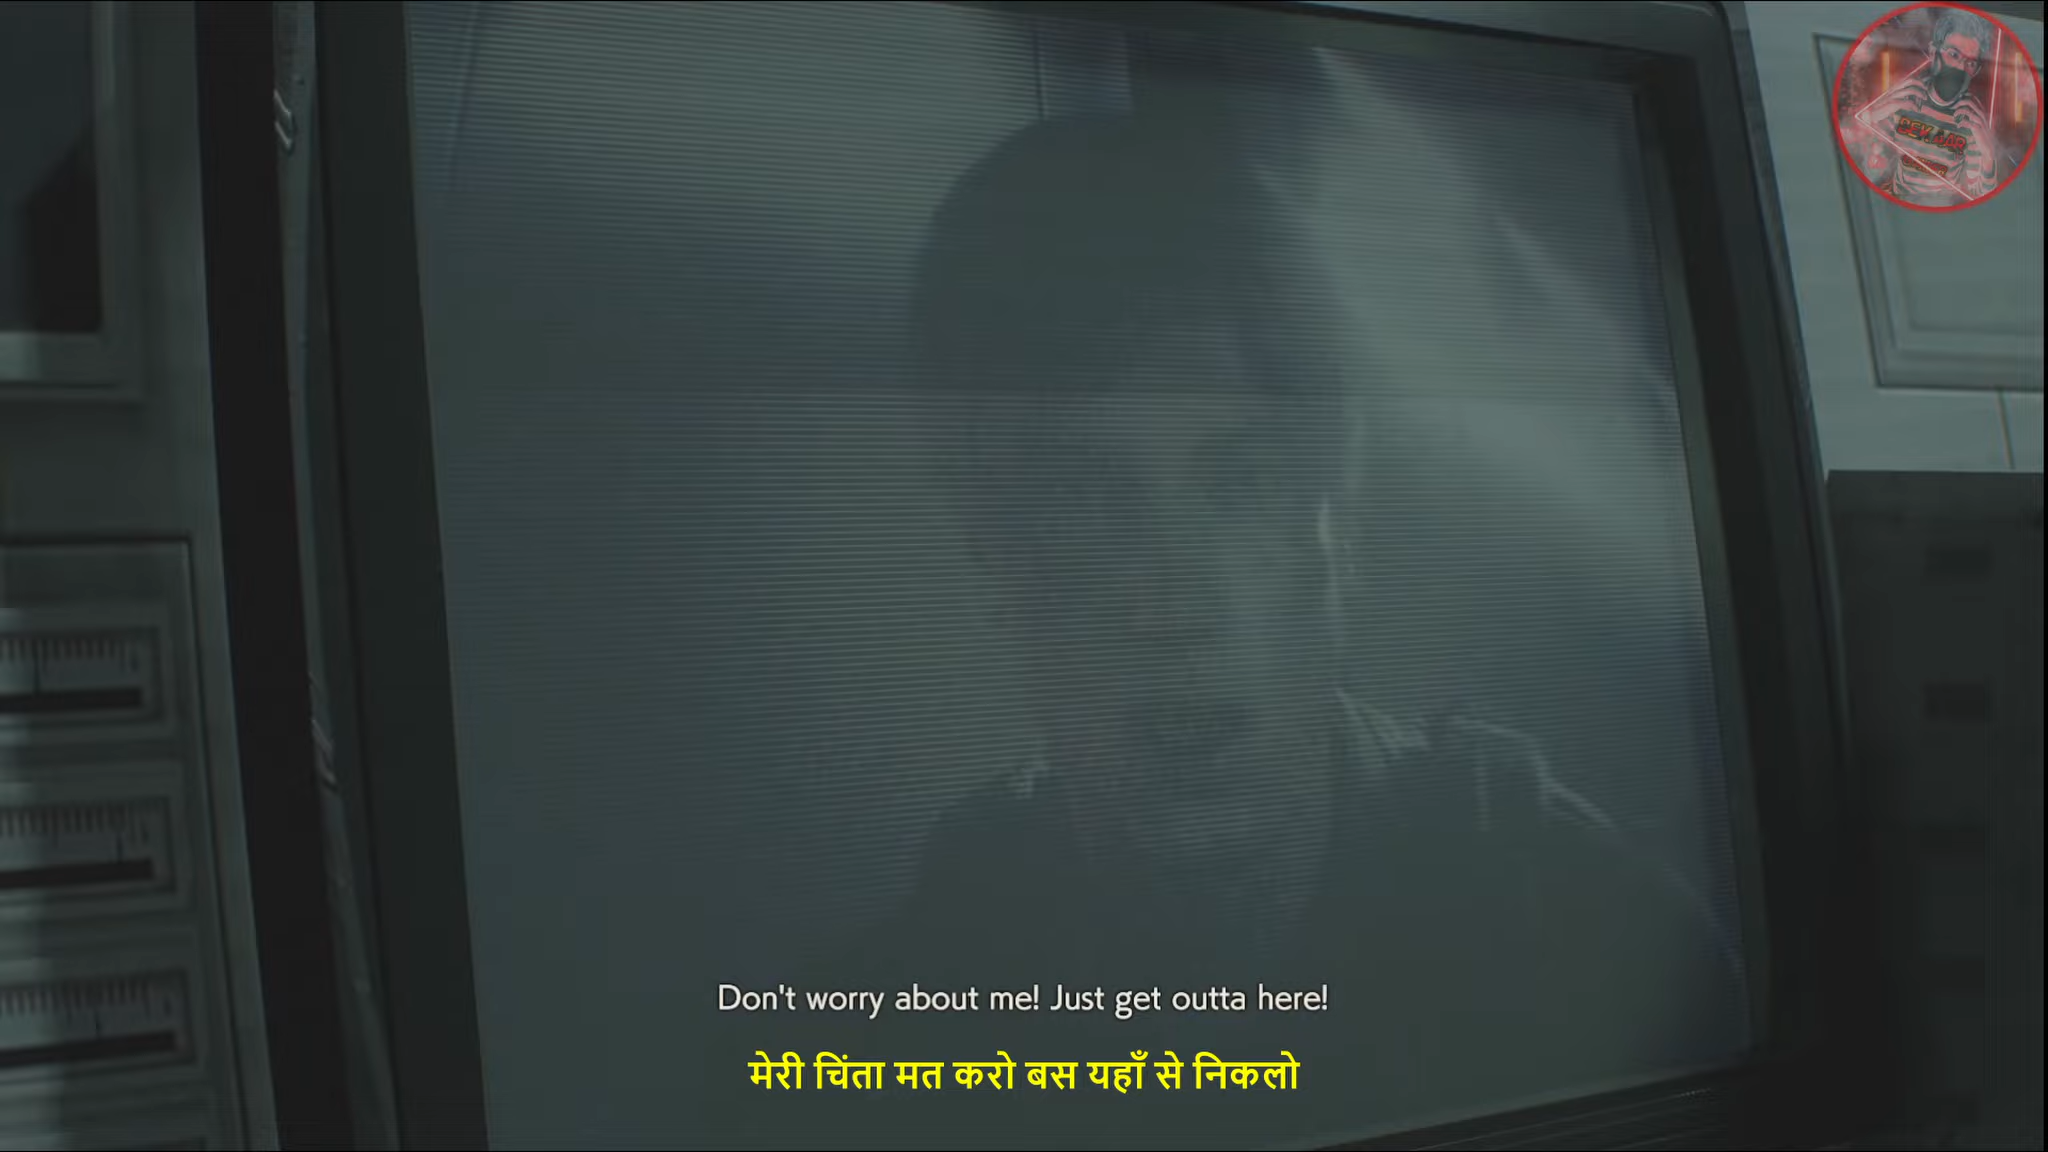 Don't worry about me! Just get outta here!
मेरी चिंता मत करो बस यहाँ से निकलो